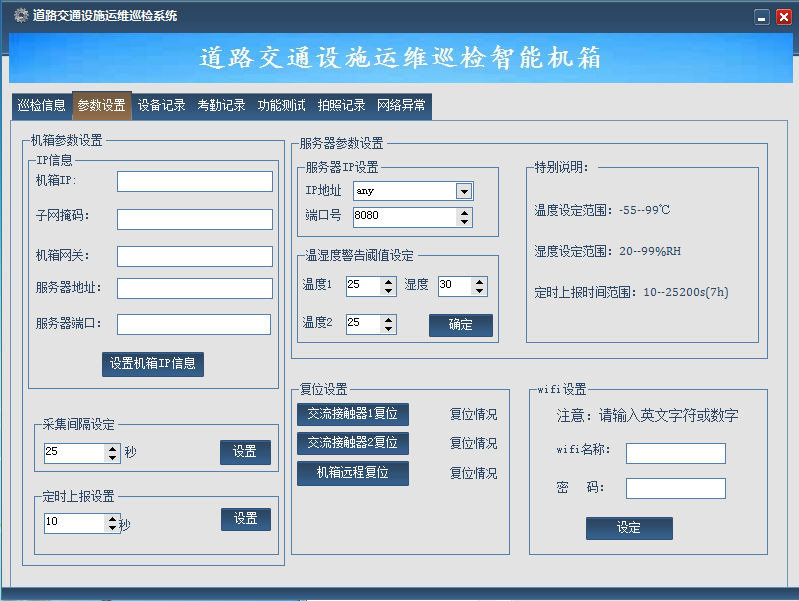 道路交通设施运维巡检系统
道路交通设施运维巡检智能机箱
巡检信息 参数设置 设备记录 考勤记录 功能测试 拍照记录 网络异常
机箱参数设置
IP信息
机箱IP:
子网掩码:
机箱网关:
服务器地址:
服务器端口:
设置机箱IP信息
采集间隔设定
25 秒 设置
定时上报设置
10 秒 设置
服务器参数设置
服务器IP设置
IP地址 any
端口号 8080
温湿度警告阈值设定
温度1 25 湿度 30
温度2 25 确定
特别说明:
温度设定范围: -55--99℃
湿度设定范围: 20--99%RH
定时上报时间范围: 10--25200s(7h)
复位设置
交流接触器1复位 复位情况
交流接触器2复位 复位情况
机箱远程复位 复位情况
wifi设置
注意: 请输入英文字符或数字
wifi名称:
密 码:
设定